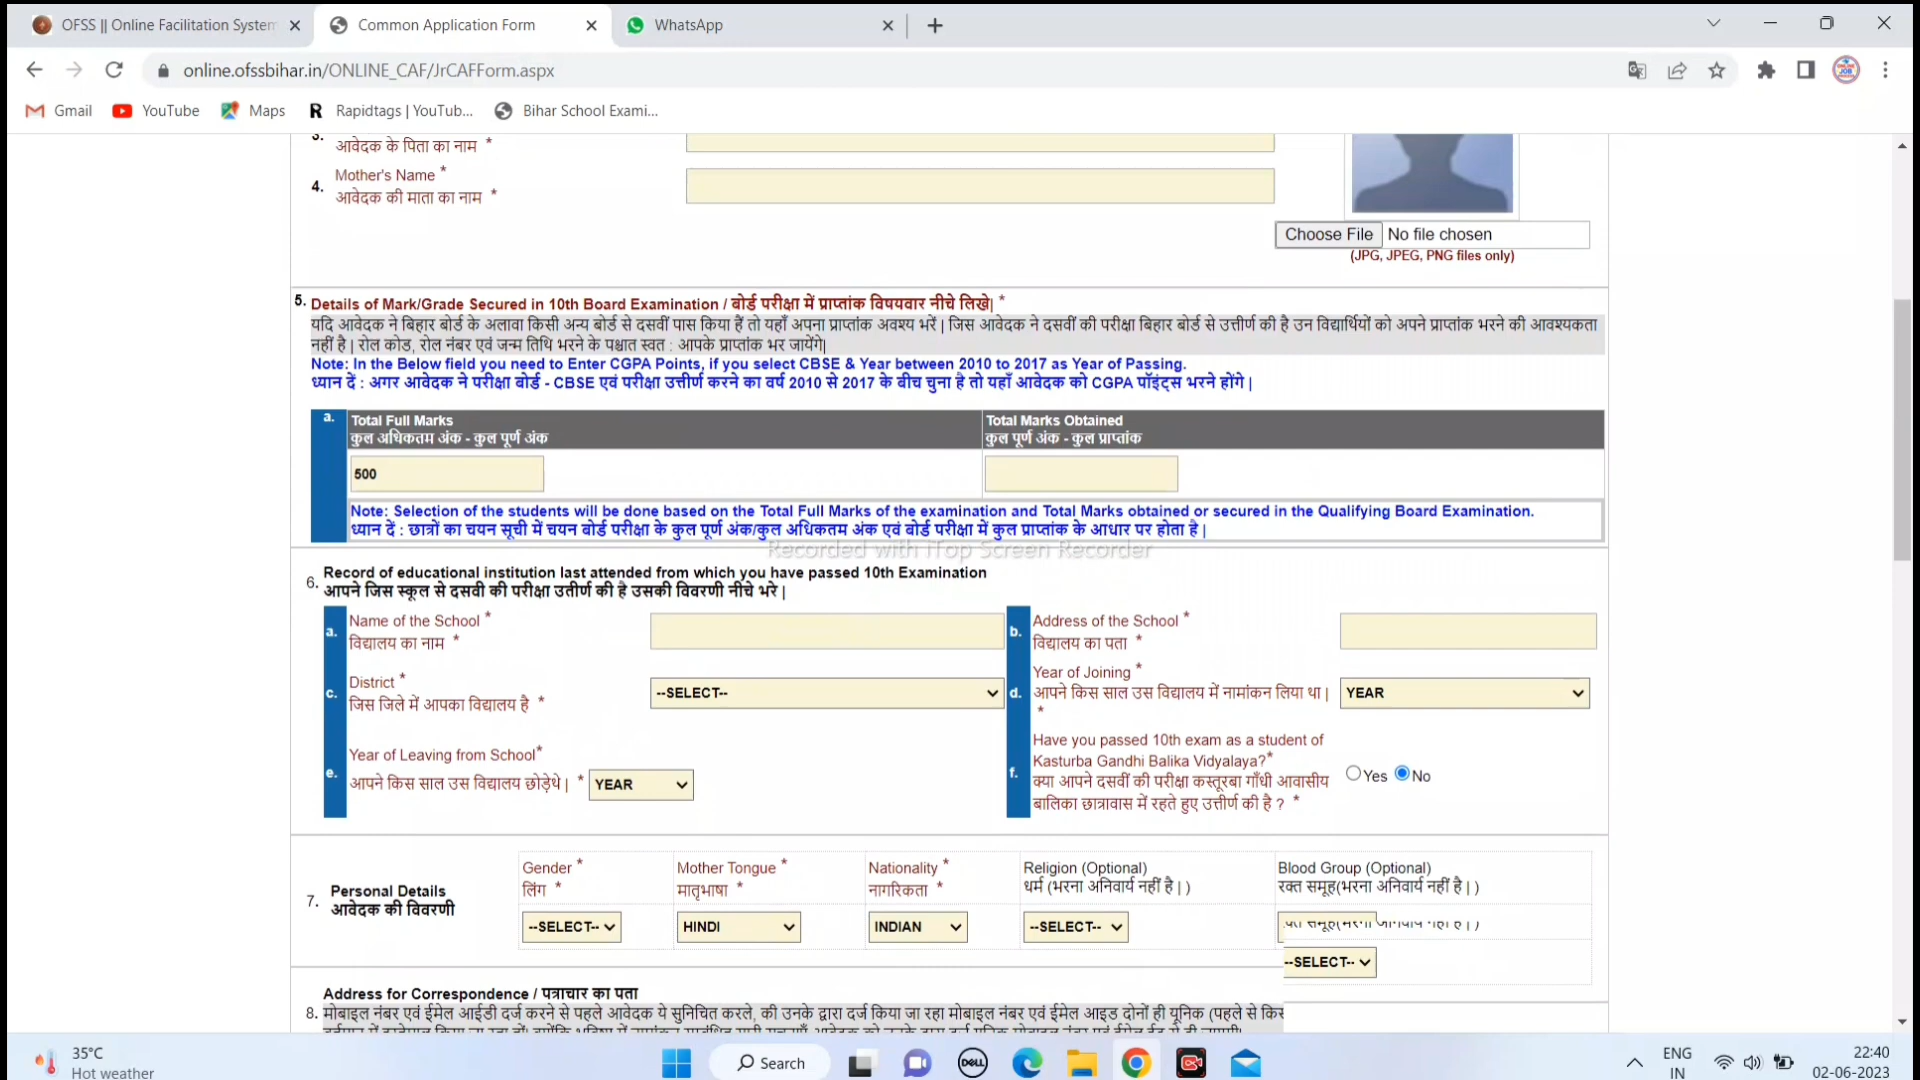 OFSS || Online Facilitation System
Common Application Form
WhatsApp
online.ofssbihar.in/ONLINE_CAF/JrCAFForm.aspx
Gmail
YouTube
Maps
R Rapidtags | YouTub...
Bihar School Exami...
3.
आवेदक के पिता का नाम *
4. Mother's Name *
आवेदक की माता का नाम *
Choose File No file chosen
(JPG, JPEG, PNG files only)
5. Details of Mark/Grade Secured in 10th Board Examination / बोर्ड परीक्षा में प्राप्तांक विषयवार नीचे लिखे| *
यदि आवेदक ने बिहार बोर्ड के अलावा किसी अन्य बोर्ड से दसवीं पास किया हैं तो यहाँ अपना प्राप्तांक अवश्य भरें | जिस आवेदक ने दसवीं की परीक्षा बिहार बोर्ड से उत्तीर्ण की है उन विद्यार्थियों को अपने प्राप्तांक भरने की आवश्यकता
नहीं है | रोल कोड, रोल नंबर एवं जन्म तिथि भरने के पश्चात स्वत : आपके प्राप्तांक भर जायेंगे|
Note: In the Below field you need to Enter CGPA Points, if you select CBSE & Year between 2010 to 2017 as Year of Passing.
ध्यान दें : अगर आवेदक ने परीक्षा बोर्ड - CBSE एवं परीक्षा उत्तीर्ण करने का वर्ष 2010 से 2017 के बीच चुना है तो यहाँ आवेदक को CGPA पॉइंट्स भरने होंगे |
a. Total Full Marks
कुल अधिकतम अंक - कुल पूर्ण अंक
Total Marks Obtained
कुल पूर्ण अंक - कुल प्राप्तांक
500
Note: Selection of the students will be done based on the Total Full Marks of the examination and Total Marks obtained or secured in the Qualifying Board Examination.
ध्यान दें : छात्रों का चयन सूची में चयन बोर्ड परीक्षा के कुल पूर्ण अंक/कुल अधिकतम अंक एवं बोर्ड परीक्षा में कुल प्राप्तांक के आधार पर होता है |
Recorded with iTop Screen Recorder
6. Record of educational institution last attended from which you have passed 10th Examination
आपने जिस स्कूल से दसवी की परीक्षा उतीर्ण की है उसकी विवरणी नीचे भरे |
a. Name of the School *
विद्यालय का नाम *
b. Address of the School *
विद्यालय का पता *
c. District *
जिस जिले में आपका विद्यालय है *
--SELECT--
d. Year of Joining *
आपने किस साल उस विद्यालय में नामांकन लिया था |
*
YEAR
e. Year of Leaving from School*
आपने किस साल उस विद्यालय छोड़ेथे | *
YEAR
f. Have you passed 10th exam as a student of
Kasturba Gandhi Balika Vidyalaya?*
क्या आपने दसवीं की परीक्षा कस्तूरबा गाँधी आवासीय
बालिका छात्रावास में रहते हुए उत्तीर्ण की है ? *
Yes No
7. Personal Details
आवेदक की विवरणी
Gender *
लिंग *
Mother Tongue *
मातृभाषा *
Nationality *
नागरिकता *
Religion (Optional)
धर्म (भरना अनिवार्य नहीं है | )
Blood Group (Optional)
रक्त समूह(भरना अनिवार्य नहीं है | )
--SELECT--
HINDI
INDIAN
--SELECT--
--SELECT--
Address for Correspondence / पत्राचार का पता
8. मोबाइल नंबर एवं ईमेल आईडी दर्ज करने से पहले आवेदक ये सुनिचित करले, की उनके द्वारा दर्ज किया जा रहा मोबाइल नंबर एवं ईमेल आइड दोनों ही यूनिक (पहले से किस
35°C
Hot weather
Search
DELL
ENG
IN
22:40
02-06-2023